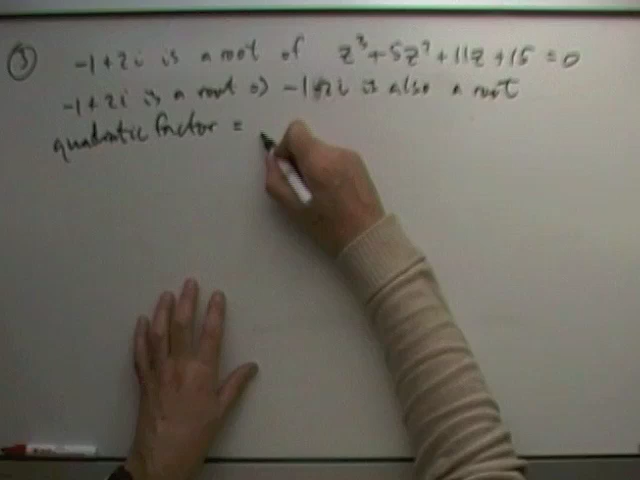 ③ -1+2i is a root of z³+5z²+11z+15=0
-1+2i is a root => -1-2i is also a root
quadratic factor =